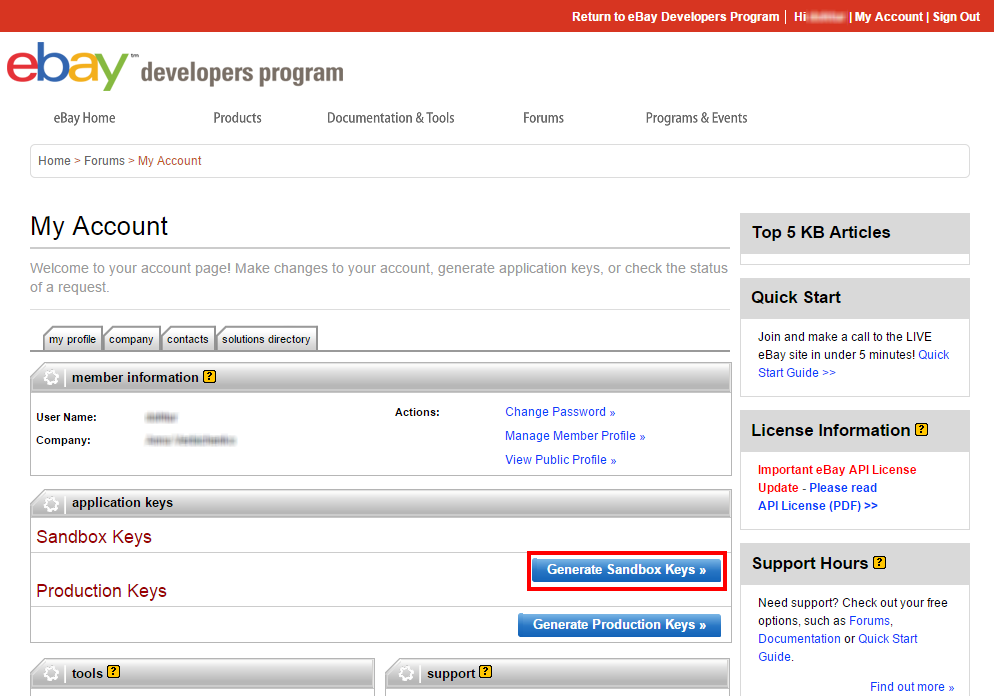 Return to eBay Developers Program | Hi | My Account | Sign Out
ebay™ developers program
eBay Home Products Documentation & Tools Forums Programs & Events
Home > Forums > My Account
My Account
Welcome to your account page! Make changes to your account, generate application keys, or check the status
of a request.
my profile company contacts solutions directory
member information ?
User Name:
Company:
Actions:
Change Password »
Manage Member Profile »
View Public Profile »
application keys
Sandbox Keys
Generate Sandbox Keys »
Production Keys
Generate Production Keys »
tools ?
support ?
Top 5 KB Articles
Quick Start
Join and make a call to the LIVE
eBay site in under 5 minutes! Quick
Start Guide >>
License Information ?
Important eBay API License
Update - Please read
API License (PDF) >>
Support Hours ?
Need support? Check out your free
options, such as Forums,
Documentation or Quick Start
Guide.
Find out more »